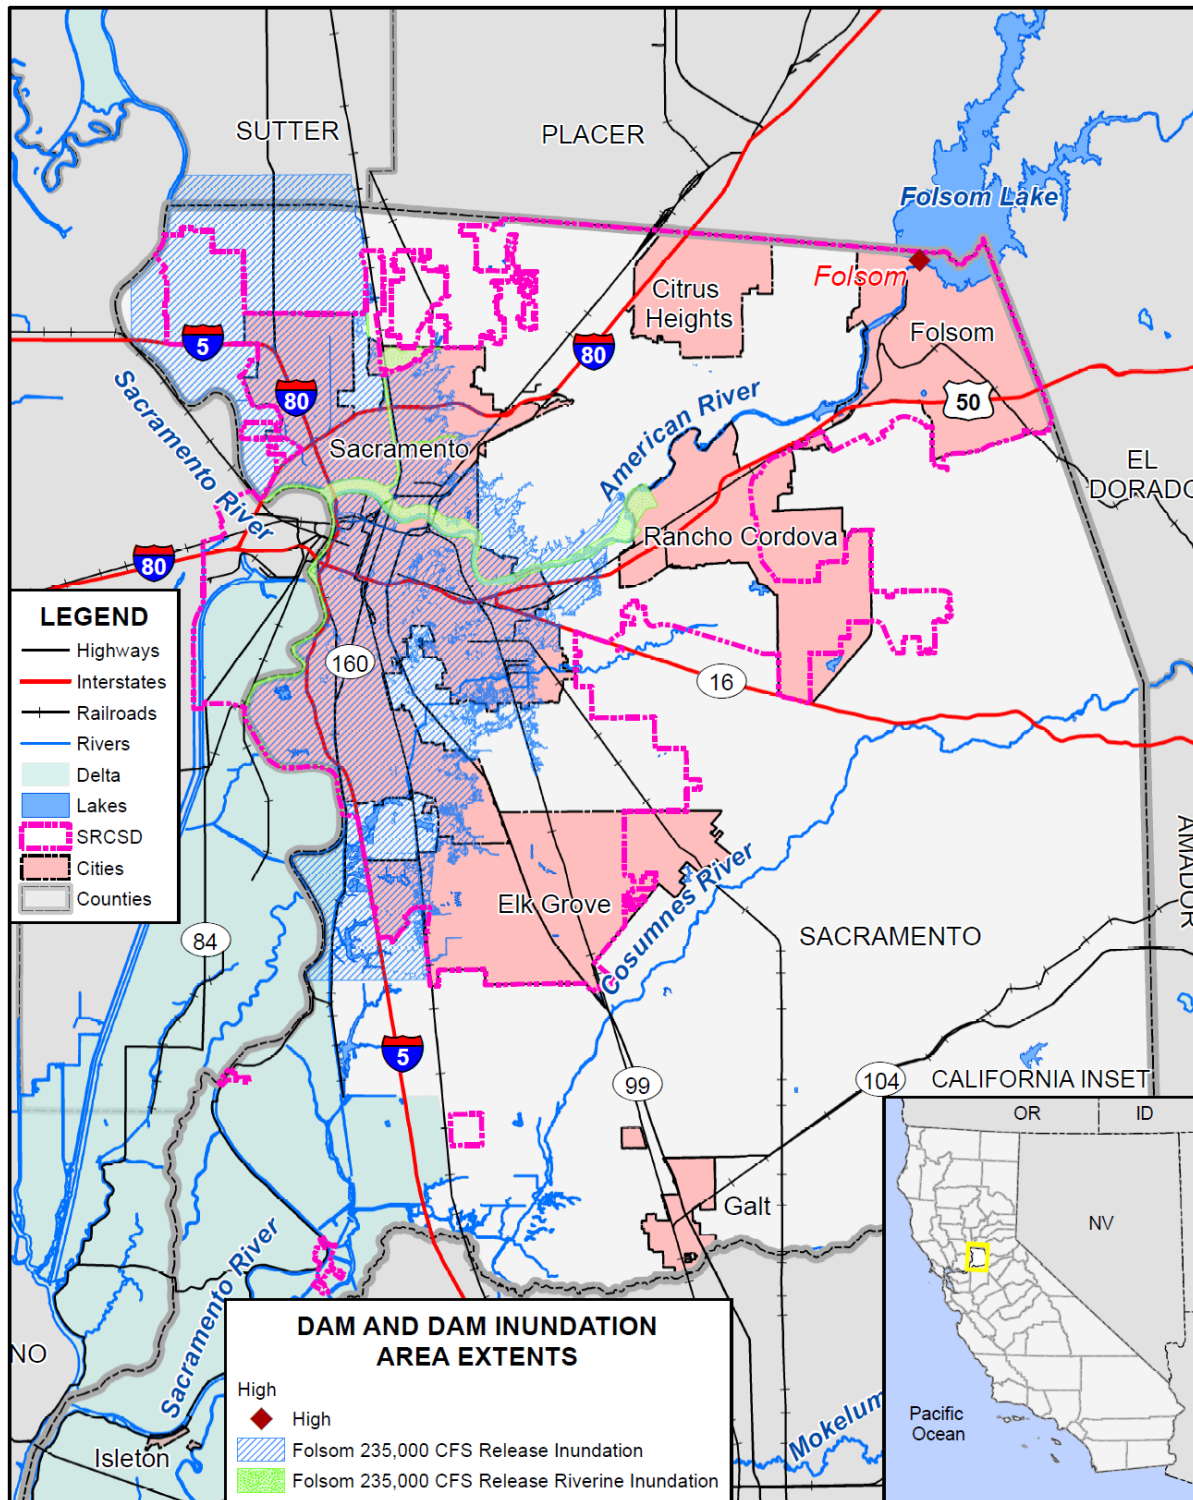 SUTTER
PLACER
Folsom Lake
Folsom
Citrus
Heights
Folsom
5
80
80
50
Sacramento River
Sacramento
American River
EL
DORADO
Rancho Cordova
80
LEGEND
Highways
Interstates
Railroads
Rivers
Delta
Lakes
SRCSD
Cities
Counties
160
16
AMADOR
Elk Grove
Cosumnes River
84
SACRAMENTO
5
99
104
CALIFORNIA INSET
OR
ID
NV
Pacific
Ocean
Galt
Sacramento River
NO
Isleton
Mokelum
DAM AND DAM INUNDATION
AREA EXTENTS
High
High
Folsom 235,000 CFS Release Inundation
Folsom 235,000 CFS Release Riverine Inundation